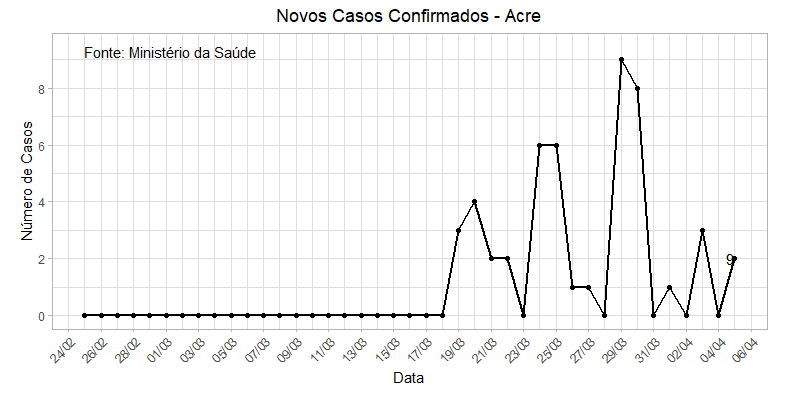 Novos Casos Confirmados - Acre
Fonte: Ministério da Saúde
Número de Casos
8
6
4
2
0
9
24/02 26/02 28/02 01/03 03/03 05/03 07/03 09/03 11/03 13/03 15/03 17/03 19/03 21/03 23/03 25/03 27/03 29/03 31/03 02/04 04/04 06/04
Data